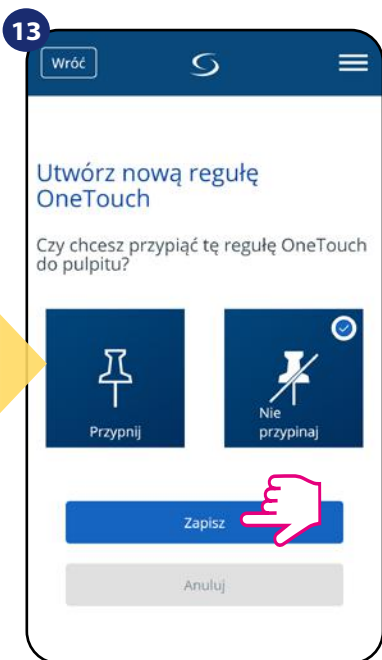 13
Wróć
Utwórz nową regułę
OneTouch
Czy chcesz przypiąć tę regułę OneTouch
do pulpitu?
Przypnij
Nie
przypinaj
Zapisz
Anuluj